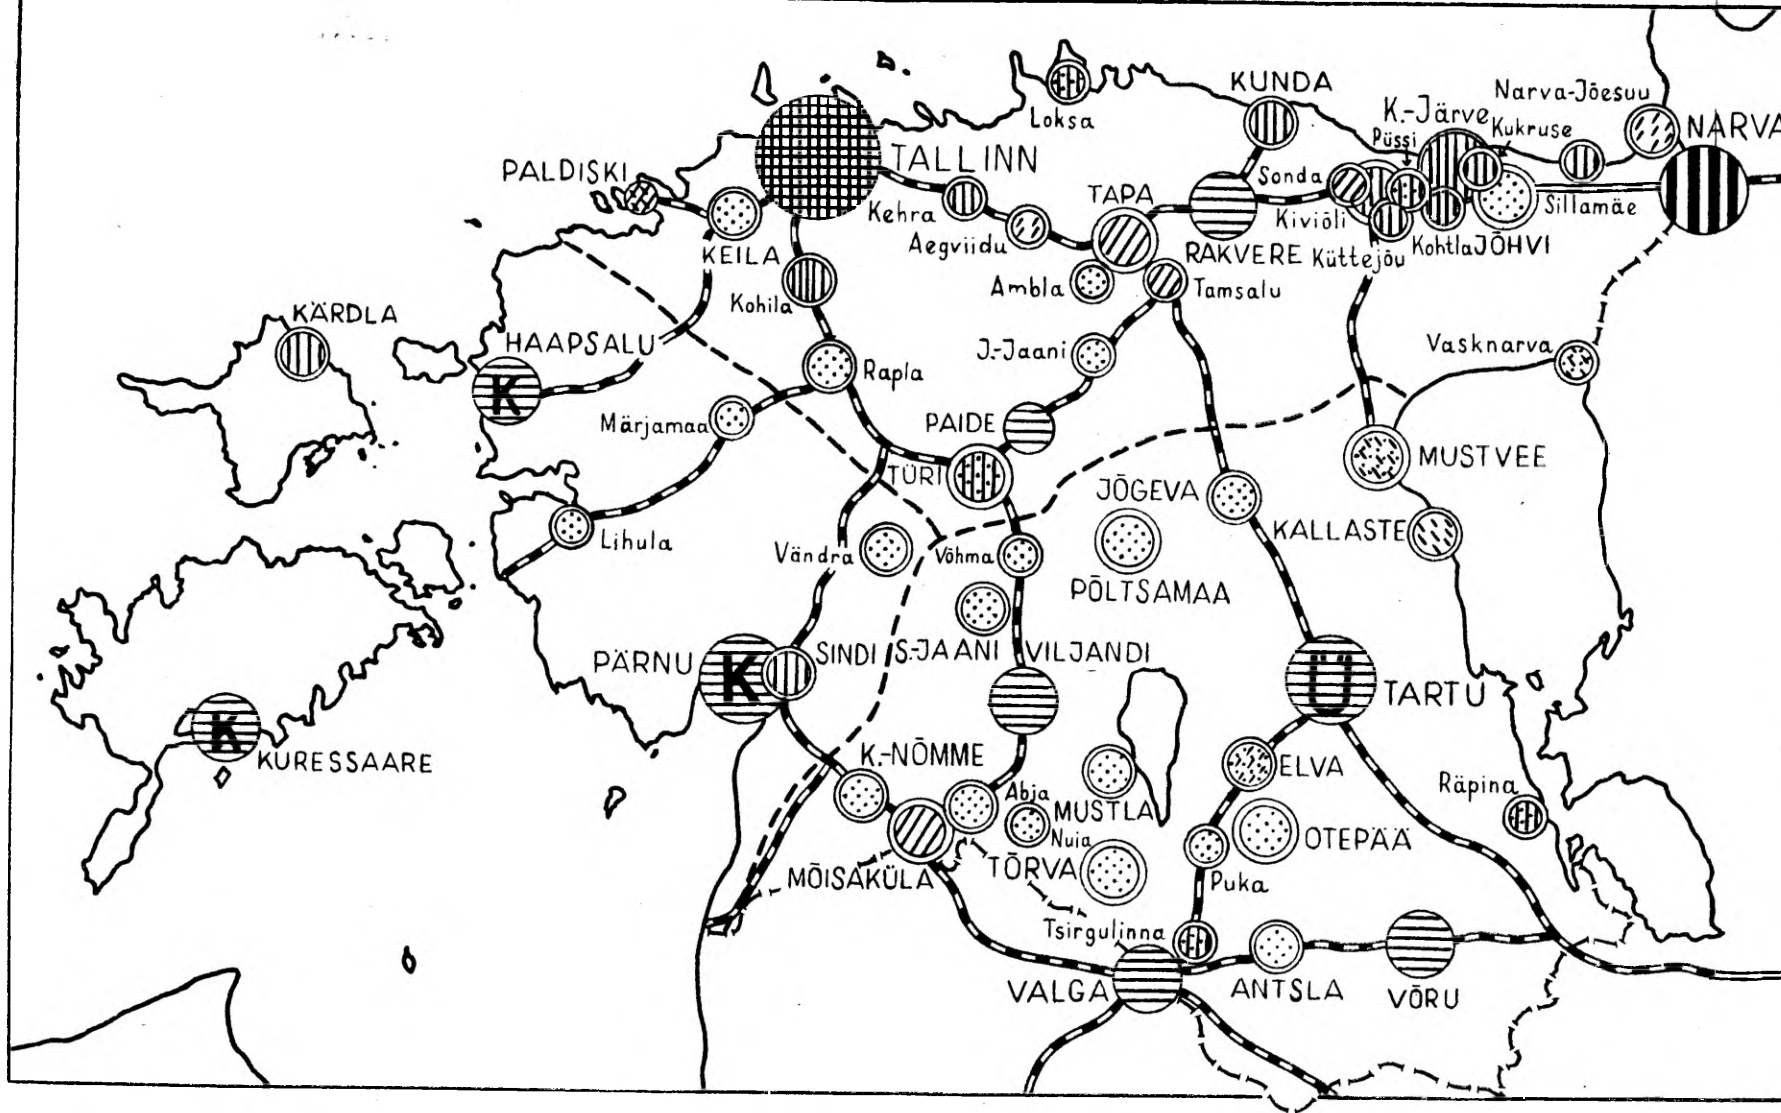 KUNDA
Narva-Jõesuu
K.-Järve
Loksa
Püssi
Kukruse
NARVA
TALLINN
PALDISKI
Sonda
TAPA
Kehra
Sillamäe
Kiviõli
Aegviidu
KEILA
RAKVERE
Küttejõu
Kohtla
JÕHVI
Ambla
Tamsalu
Kohila
KÄRDLA
HAAPSALU
J.-Jaani
Vasknarva
Rapla
K
Märjamaa
PAIDE
MUSTVEE
TÜRI
JÕGEVA
KALLASTE
Lihula
Vändra
Võhma
PÕLTSAMAA
PÄRNU
K
SINDI
S.-JAANI
VILJANDI
Ü
TARTU
K
KURESSAARE
K.-NÕMME
ELVA
Räpina
Abja
MUSTLA
Nuia
OTEPÄÄ
MÕISAKÜLA
TÕRVA
Puka
Tsirgulinna
VALGA
ANTSLA
VÕRU